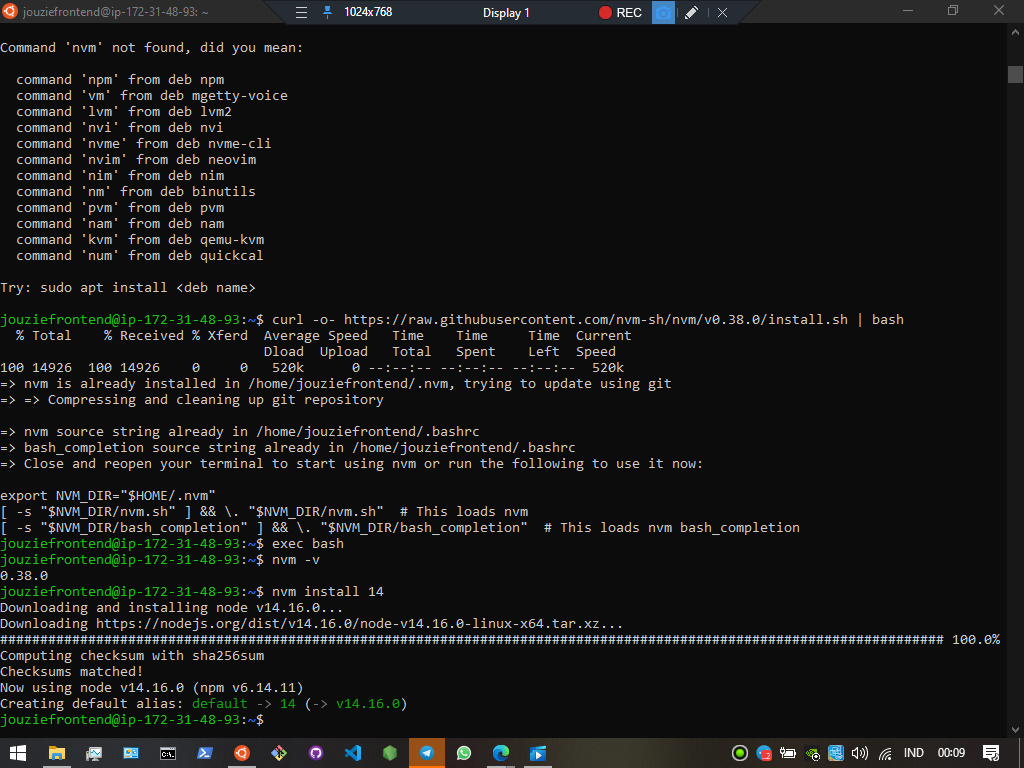 jouziefrontend@ip-172-31-48-93: ~
1024x768
Display 1
REC
Command 'nvm' not found, did you mean:
command 'npm' from deb npm
command 'vm' from deb mgetty-voice
command 'lvm' from deb lvm2
command 'nvi' from deb nvi
command 'nvme' from deb nvme-cli
command 'nvim' from deb neovim
command 'nim' from deb nim
command 'nm' from deb binutils
command 'pvm' from deb pvm
command 'nam' from deb nam
command 'kvm' from deb qemu-kvm
command 'num' from deb quickcal
Try: sudo apt install <deb name>
jouziefrontend@ip-172-31-48-93:~$ curl -o- https://raw.githubusercontent.com/nvm-sh/nvm/v0.38.0/install.sh | bash
% Total    % Received % Xferd  Average Speed   Time    Time     Time  Current
Dload  Upload   Total   Spent    Left  Speed
100 14926  100 14926    0     0   520k      0 --:--:-- --:--:-- --:--:--  520k
=> nvm is already installed in /home/jouziefrontend/.nvm, trying to update using git
=> => Compressing and cleaning up git repository
=> nvm source string already in /home/jouziefrontend/.bashrc
=> bash_completion source string already in /home/jouziefrontend/.bashrc
=> Close and reopen your terminal to start using nvm or run the following to use it now:
export NVM_DIR="$HOME/.nvm"
[ -s "$NVM_DIR/nvm.sh" ] && \. "$NVM_DIR/nvm.sh"  # This loads nvm
[ -s "$NVM_DIR/bash_completion" ] && \. "$NVM_DIR/bash_completion"  # This loads nvm bash_completion
jouziefrontend@ip-172-31-48-93:~$ exec bash
jouziefrontend@ip-172-31-48-93:~$ nvm -v
0.38.0
jouziefrontend@ip-172-31-48-93:~$ nvm install 14
Downloading and installing node v14.16.0...
Downloading https://nodejs.org/dist/v14.16.0/node-v14.16.0-linux-x64.tar.xz...
###################################################################################################################### 100.0%
Computing checksum with sha256sum
Checksums matched!
Now using node v14.16.0 (npm v6.14.11)
Creating default alias: default -> 14 (-> v14.16.0)
jouziefrontend@ip-172-31-48-93:~$
IND
00:09